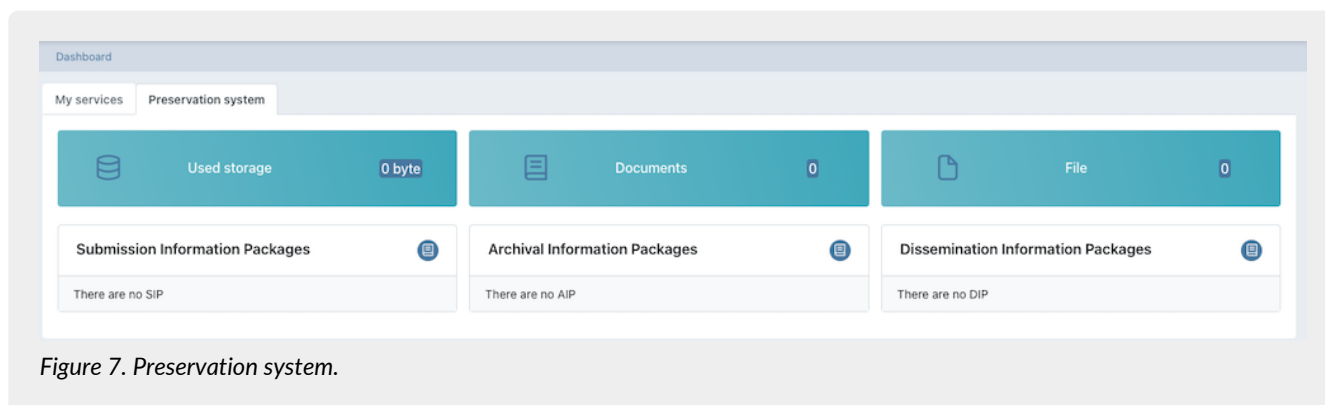 Dashboard
My services Preservation system
Used storage 0 byte Documents 0 File 0
Submission Information Packages Archival Information Packages Dissemination Information Packages
There are no SIP There are no AIP There are no DIP
Figure 7. Preservation system.